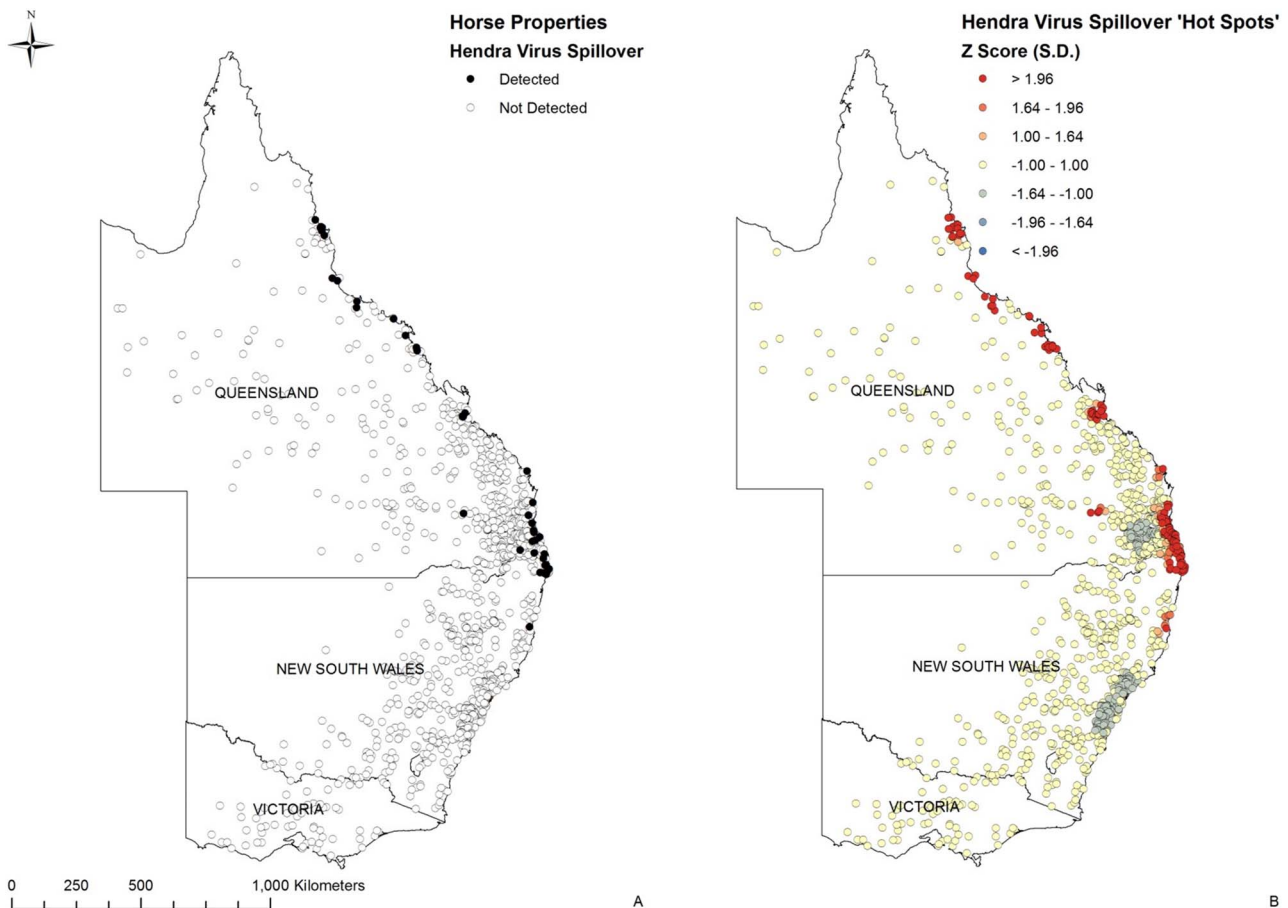 N
Horse Properties
Hendra Virus Spillover
Detected
Not Detected
QUEENSLAND
NEW SOUTH WALES
VICTORIA
0 250 500 1,000 Kilometers
A
Hendra Virus Spillover 'Hot Spots'
Z Score (S.D.)
> 1.96
1.64 - 1.96
1.00 - 1.64
-1.00 - 1.00
-1.64 - -1.00
-1.96 - -1.64
< -1.96
QUEENSLAND
NEW SOUTH WALES
VICTORIA
B